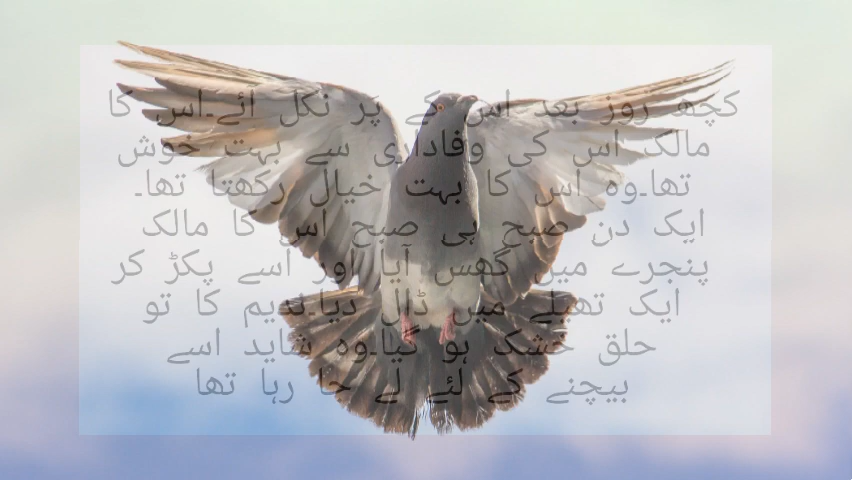 کچھ روز بعد اس کے پر نکل ائے۔اس کا
مالک اس کی وفاداری سے بہت خوش
تھا۔وہ اس کا بہت خیال رکھتا تھا۔
ایک دن صبح ہی صبح اس کا مالک
پنجرے میں گھس آیا اور اُسے پکڑ کر
ایک تھیلے میں ڈال دیا۔ندیم کا تو
حلق خشک ہو گیا۔وہ شاید اسے
بیچنے کے لئے لے جا رہا تھا